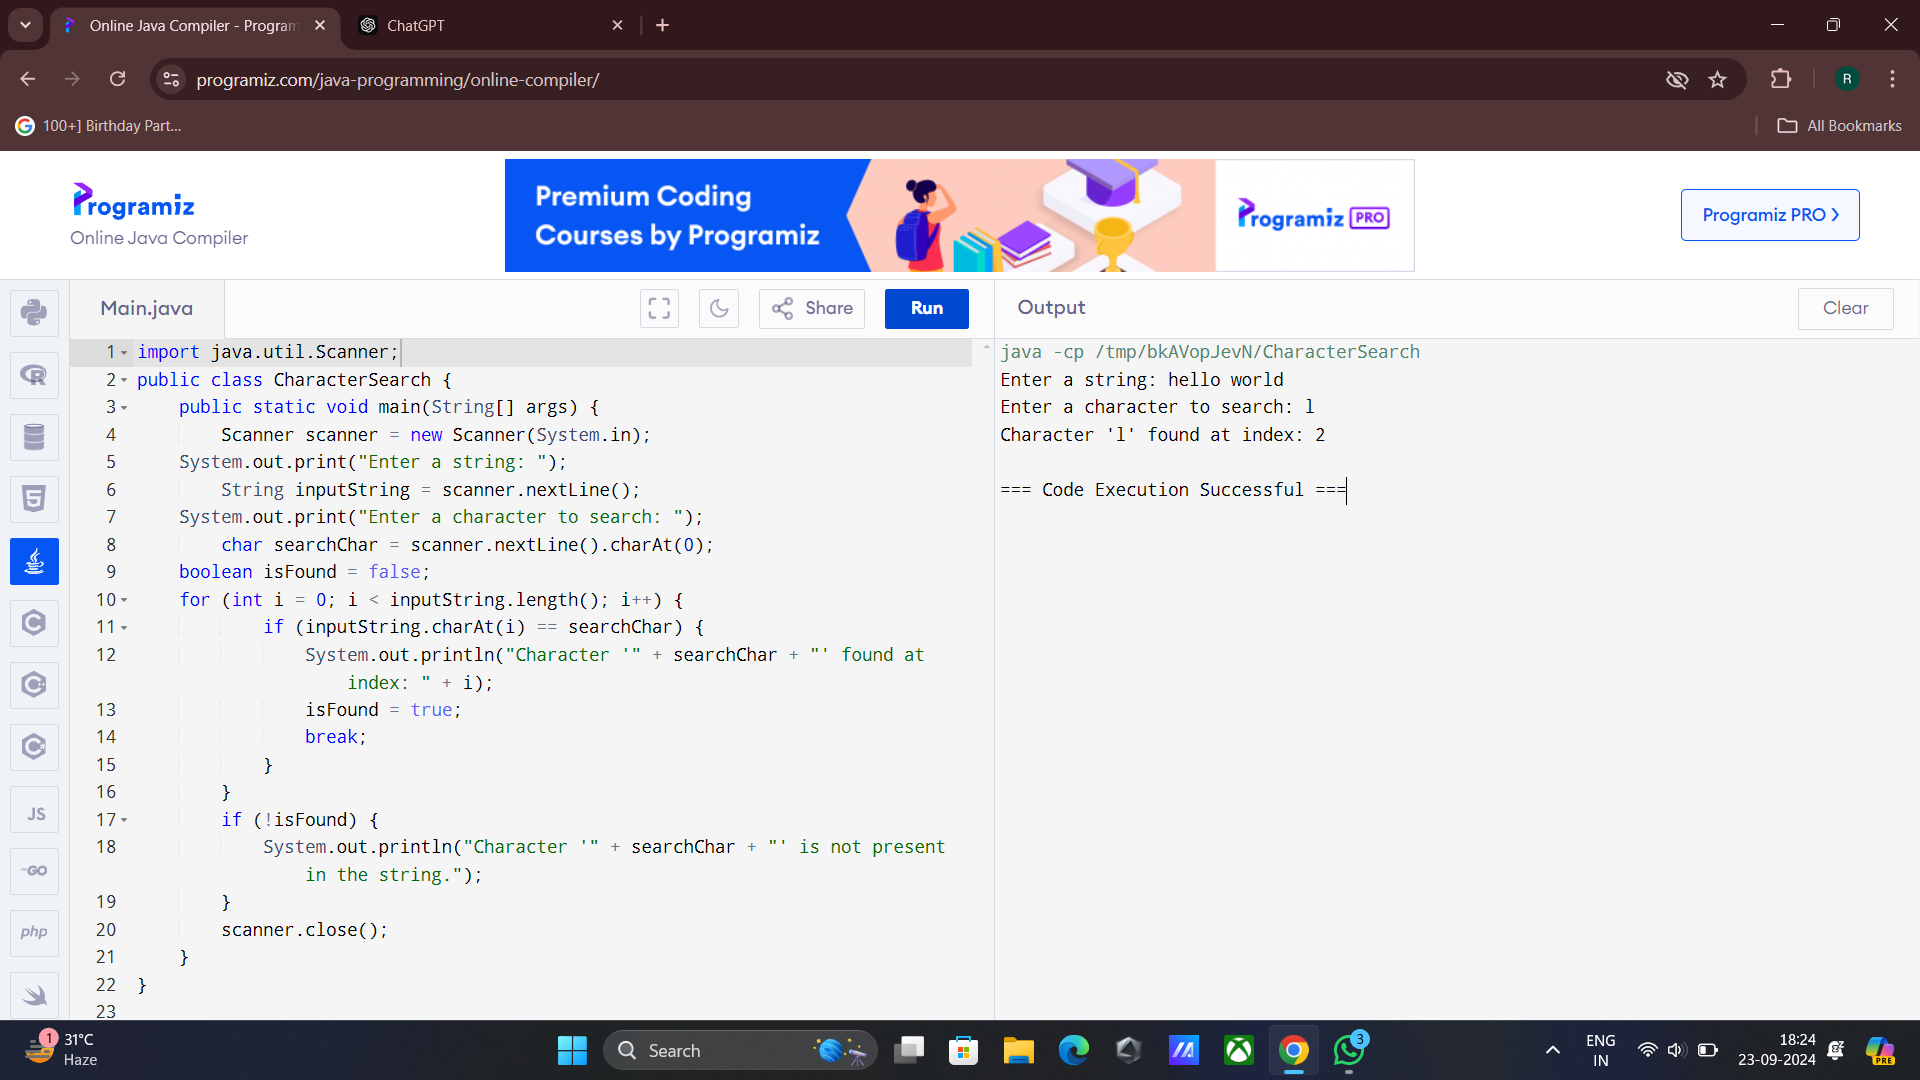 Online Java Compiler - Program
ChatGPT
programiz.com/java-programming/online-compiler/
R
100+] Birthday Part...
All Bookmarks
Programiz
Online Java Compiler
Premium Coding
Courses by Programiz
Programiz PRO
Programiz PRO ›
Main.java
Share
Run
Output
Clear
1 import java.util.Scanner;
2 public class CharacterSearch {
3 public static void main(String[] args) {
4 Scanner scanner = new Scanner(System.in);
5 System.out.print("Enter a string: ");
6 String inputString = scanner.nextLine();
7 System.out.print("Enter a character to search: ");
8 char searchChar = scanner.nextLine().charAt(0);
9 boolean isFound = false;
10 for (int i = 0; i < inputString.length(); i++) {
11 if (inputString.charAt(i) == searchChar) {
12 System.out.println("Character '" + searchChar + "' found at
index: " + i);
13 isFound = true;
14 break;
15 }
16 }
17 if (!isFound) {
18 System.out.println("Character '" + searchChar + "' is not present
in the string.");
19 }
20 scanner.close();
21 }
22 }
23
java -cp /tmp/bkAVopJevN/CharacterSearch
Enter a string: hello world
Enter a character to search: l
Character 'l' found at index: 2
=== Code Execution Successful ===
R
5
C
C
C
JS
GO
php
1
31°C
Haze
Search
3
PRE
ENG
IN
18:24
23-09-2024